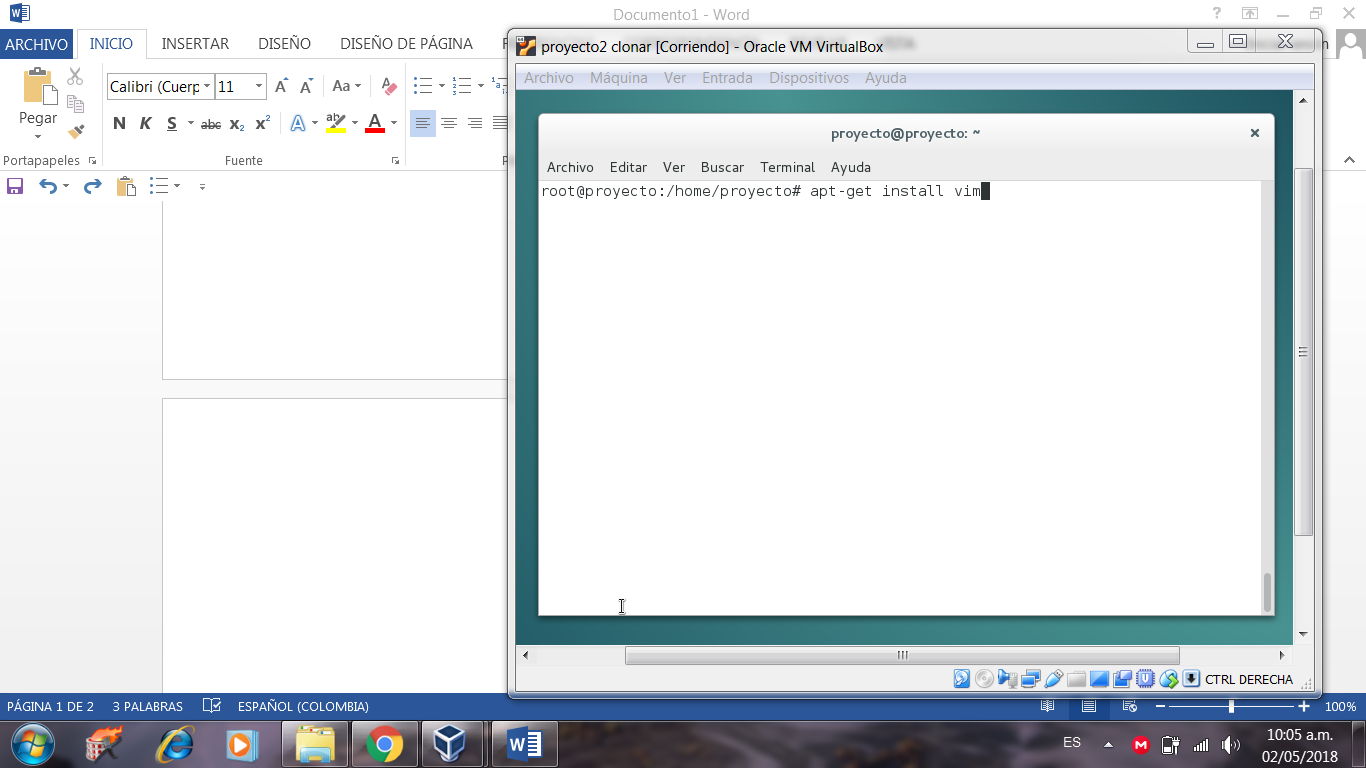 Documento1 - Word
ARCHIVO INICIO INSERTAR DISEÑO DISEÑO DE PÁGINA
Calibri (Cuerp 11 Aa
Pegar
N K S abc x₂ x² A A
Portapapeles Fuente
proyecto2 clonar [Corriendo] - Oracle VM VirtualBox
Archivo Máquina Ver Entrada Dispositivos Ayuda
proyecto@proyecto: ~
Archivo Editar Ver Buscar Terminal Ayuda
root@proyecto:/home/proyecto# apt-get install vim
CTRL DERECHA
PÁGINA 1 DE 2 3 PALABRAS ESPAÑOL (COLOMBIA) 100%
ES 10:05 a.m.
02/05/2018